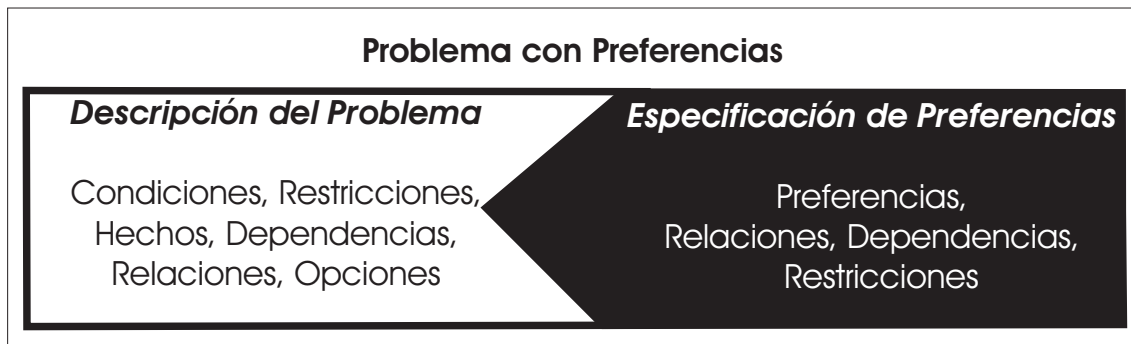 Problema con Preferencias
Descripción del Problema
Condiciones, Restricciones,
Hechos, Dependencias,
Relaciones, Opciones
Especificación de Preferencias
Preferencias,
Relaciones, Dependencias,
Restricciones